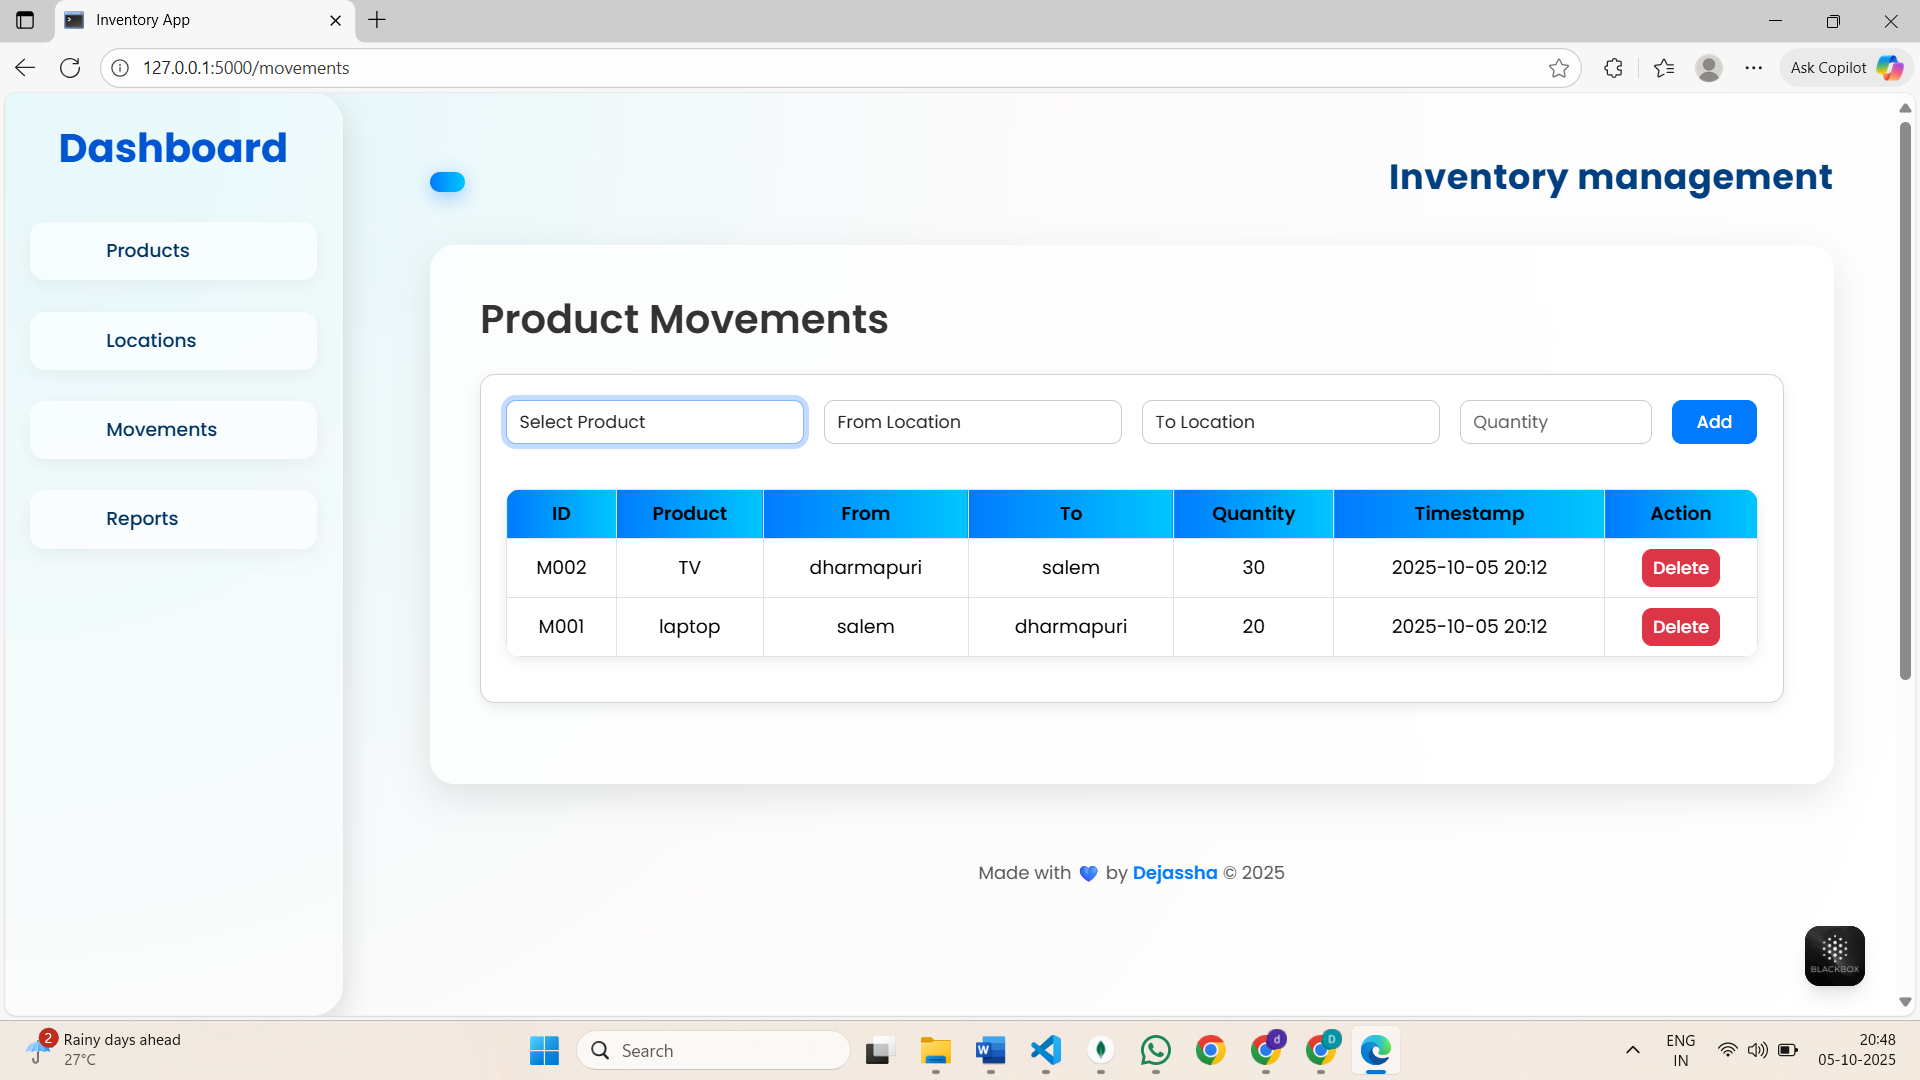 Inventory App
127.0.0.1:5000/movements
Ask Copilot
Dashboard
Products
Locations
Movements
Reports
Inventory management
Product Movements
Select Product From Location To Location Quantity Add
ID Product From To Quantity Timestamp Action
M002 TV dharmapuri salem 30 2025-10-05 20:12 Delete
M001 laptop salem dharmapuri 20 2025-10-05 20:12 Delete
Made with 💙 by Dejassha © 2025
BLACKBOX
2
Rainy days ahead
27°C
Search
W
d
D
ENG
IN
20:48
05-10-2025